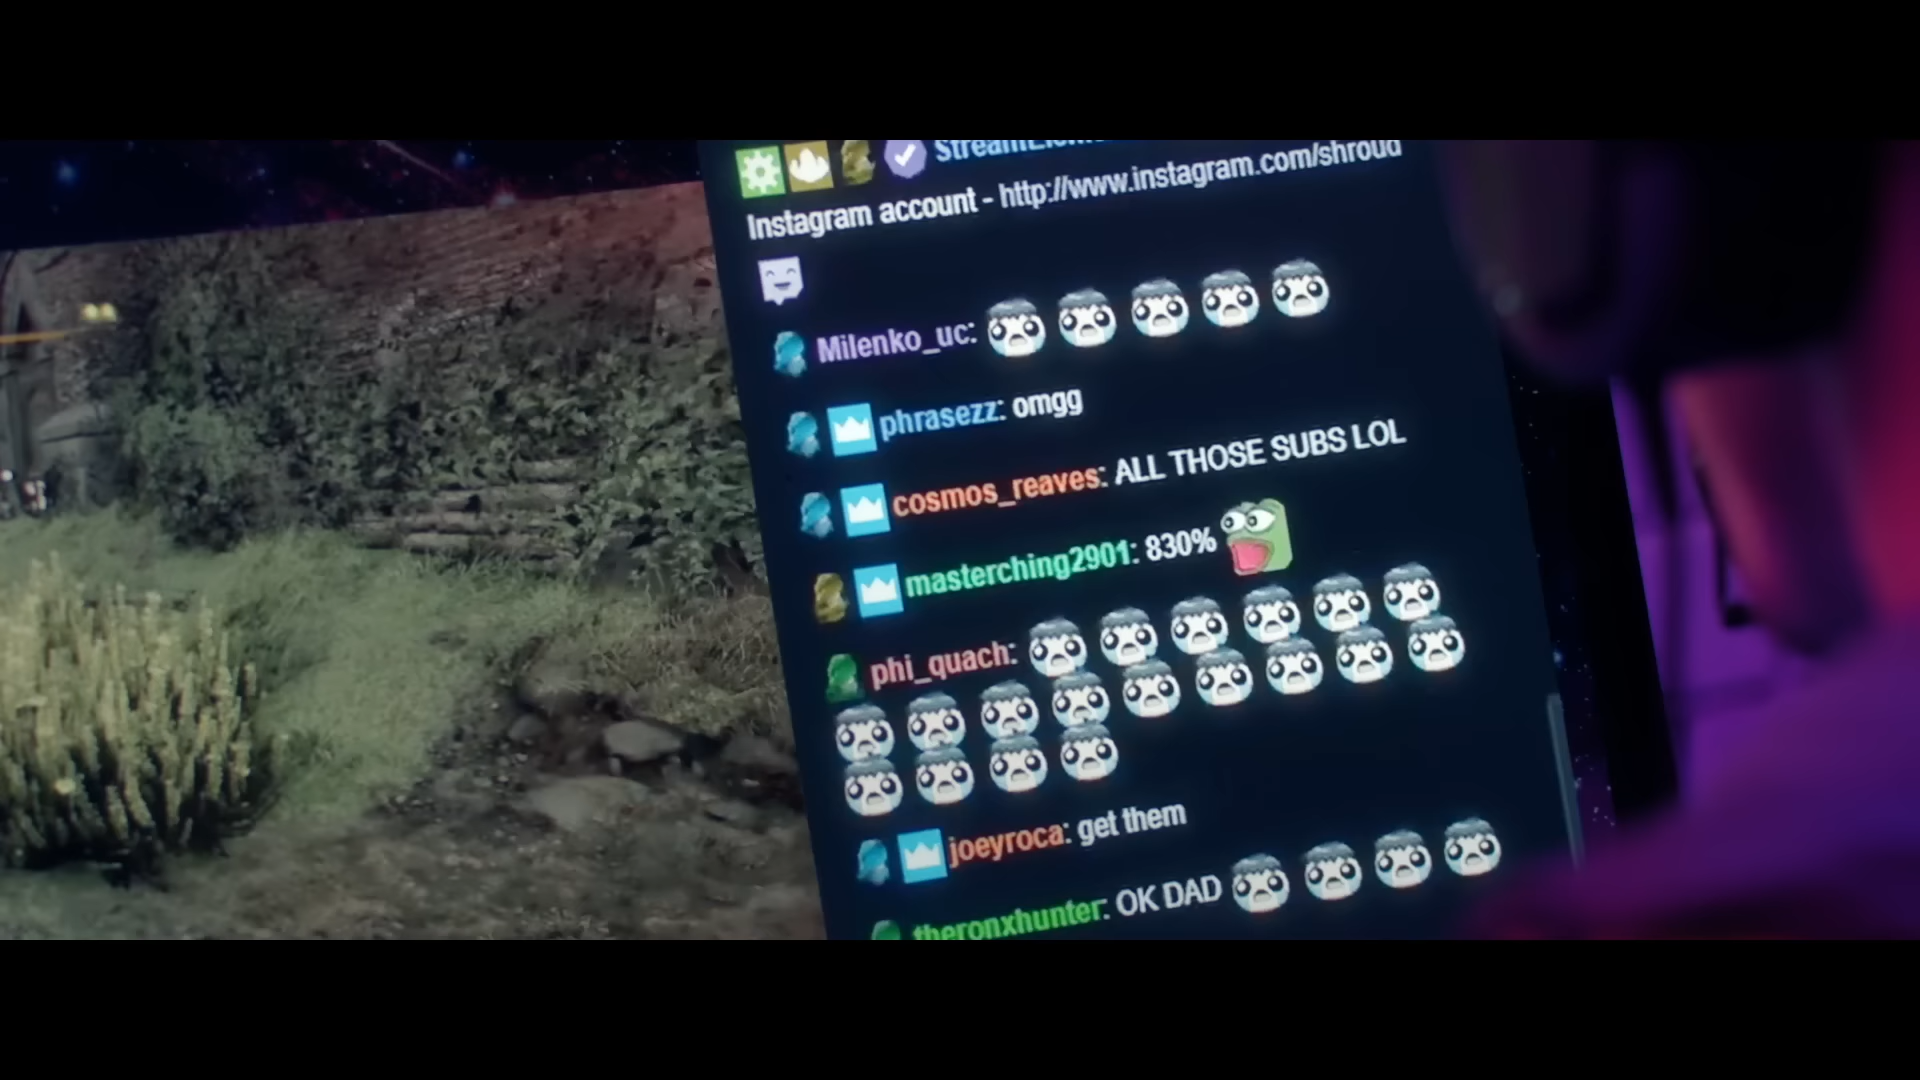 Instagram account - http://www.instagram.com/shroud
Milenko_uc:
phrasezz: omgg
cosmos_reaves: ALL THOSE SUBS LOL
masterching2901: 830%
phi_quach:
joeyroca: get them
theronxhunter: OK DAD